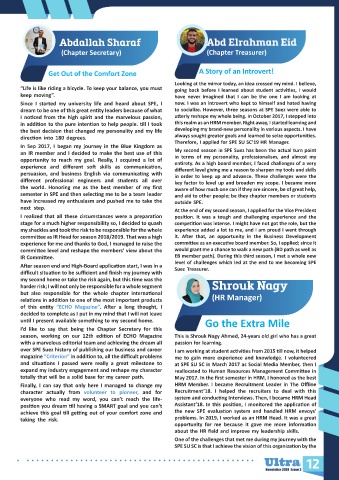 Abdallah Sharaf
(Chapter Secretary)
Get Out of the Comfort Zone
"Life is like riding a bicycle. To keep your balance, you must
keep moving".
Since I started my university life and heard about SPE, I
dream to be one of this great entity leaders because of what
I noticed from the high spirit and the marvelous passion,
in addition to the pure intention to help people. till I took
the best decision that changed my personality and my life
direction into 180 degrees.
In Sep 2017, I began my journey in the Blue Kingdom as
an IR member and I decided to make the best use of this
opportunity to reach my goal. Really, I acquired a lot of
experience and different soft skills as communication,
persuasion, and business English via communicating with
different professional engineers and students all over
the world. Honoring me as the best member of my first
semester in SPE and then selecting me to be a team leader
have increased my enthusiasm and pushed me to take the
next step.
I realized that all these circumstances were a preparation
stage for a much higher responsibility so, I decided to quash
my shackles and took the risk to be responsible for the whole
committee as IR Head for season 2018/2019. That was a high
experience for me and thanks to God, I managed to raise the
committee level and reshape the members' view about the
IR Committee.
After season end and High-Board application start, I was in a
difficult situation to be sufficient and finish my journey with
my second home or take the risk again, but this time was the
harder risk; I will not only be responsible for a whole segment
but also responsible for the whole chapter international
relations in addition to one of the most important products
of this entity "ECHO Magazine". After a long thought, I
decided to complete as I put in my mind that I will not leave
until I present available something to my second home.
I'd like to say that being the Chapter Secretary for this
season, working on our 12th edition of ECHO Magazine
with a marvelous editorial team and achieving the dream all
over SPE Suez history of publishing our business and career
magazine "Criterion" in addition to, all the difficult problems
and situations I passed were really a great milestone to
expand my industry engagement and reshape my character
totally that will be a solid base for my career path.
Finally, I can say that only here I managed to change my
character actually from volunteer to pioneer, and for
everyone who read my word, you can't reach the life-
position you dream till having a SMART goal and you can't
achieve this goal till getting out of your comfort zone and
taking the risk.
Abd Elrahman Eid
(Chapter Treasurer)
A Story of an Introvert!
Looking at the mirror today, an idea crossed my mind. I believe,
going back before I learned about student activities, I would
have never imagined that I can be the one I am looking at
now. I was an introvert who kept to himself and hated having
to socialize. However, three seasons at SPE Suez were able to
utterly reshape my whole being. In October 2017, I stepped into
this realm as an HRM member. Right away, I started learning and
developing my brand-new personality in various aspects. I have
always sought greater goals and learned to seize opportunities.
Therefore, I applied for SPE SU SC'19 HR Manager.
My second season in SPE Suez has been the actual turn point
in terms of my personality, professionalism, and almost my
entirety. As a high board member, I faced challenges of a very
different level giving me a reason to sharpen my tools and skills
in order to keep up and advance. These challenges were the
key factor to level up and broaden my scope. I became more
aware of how much one can if they are sincere, be of great help,
and aid to other people; be they chapter members or students
outside SPE.
At the end of my second season, I applied for the Vice President
position. It was a tough and challenging experience and the
competition was intense. I might have not got the role, but the
experience added a lot to me, and I am proud I went through
it. After that, an opportunity in the Business Development
committee as an executive board member. So, I applied; since it
would grant me a chance to walk a new path (BD path as well as
EB member path). During this third season, I met a whole new
level of challenges which led at the end to me becoming SPE
Suez Treasurer.
Shrouk Nagy
(HR Manager)
Go the Extra Mile
This is Shrouk Nagy Ahmed, 24-years old girl who has a great
passion for learning.
I am working at student activities from 2015 till now, it helped
me to gain more experience and knowledge. I volunteered
at SPE SU SC in March 2017 as Social Media Member, then I
reallocated to Human Resources Management Committee in
May 2017. In the first semester in HRM, I honored as the best
HRM Member. I became Recruitment Leader in The Offline
Recruitment'18. I helped the recruiters to deal with this
system and conducting interviews. Then, I became HRM Head
Assistant'18. In this position, I monitored the application of
the new SPE evaluation system and handled HRM envoys'
problems. In 2019, I worked as an HRM Head. It was a great
opportunity for me because it gave me more information
about the HR field and improve my leadership skills.
One of the challenges that met me during my journey with the
SPE SU SC is that I achieve the vision of this organization by the
Ultra
12